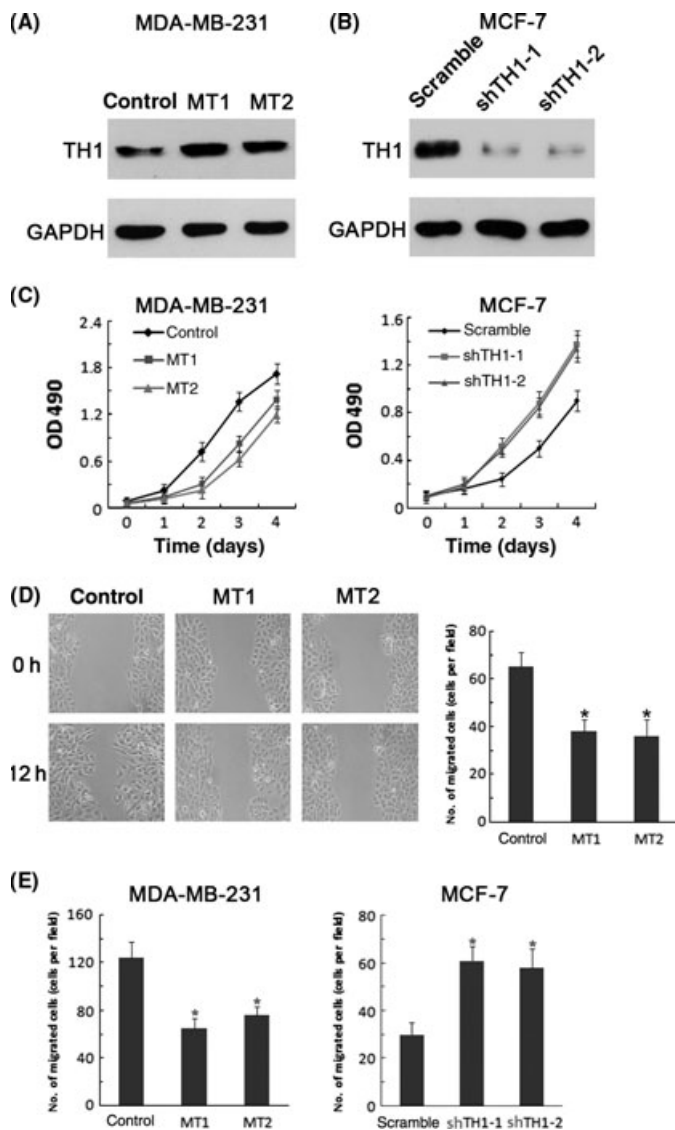 (A)
MDA-MB-231
Control MT1 MT2
TH1
GAPDH
(B)
MCF-7
Scramble shTH1-1 shTH1-2
TH1
GAPDH
(C)
MDA-MB-231
OD 490
2.4
1.8
1.2
0.6
0
Control
MT1
MT2
0 1 2 3 4
Time (days)
MCF-7
OD 490
1.6
1.2
0.8
0.4
0
Scramble
shTH1-1
shTH1-2
0 1 2 3 4
Time (days)
(D)
Control MT1 MT2
0 h
12 h
No. of migrated cells (cells per field)
80
60
40
20
0
* *
Control MT1 MT2
(E)
MDA-MB-231
No. of migrated cells (cells per field)
160
120
80
40
0
* *
Control MT1 MT2
MCF-7
No. of migrated cells (cells per field)
80
60
40
20
0
* *
Scramble shTH1-1 shTH1-2